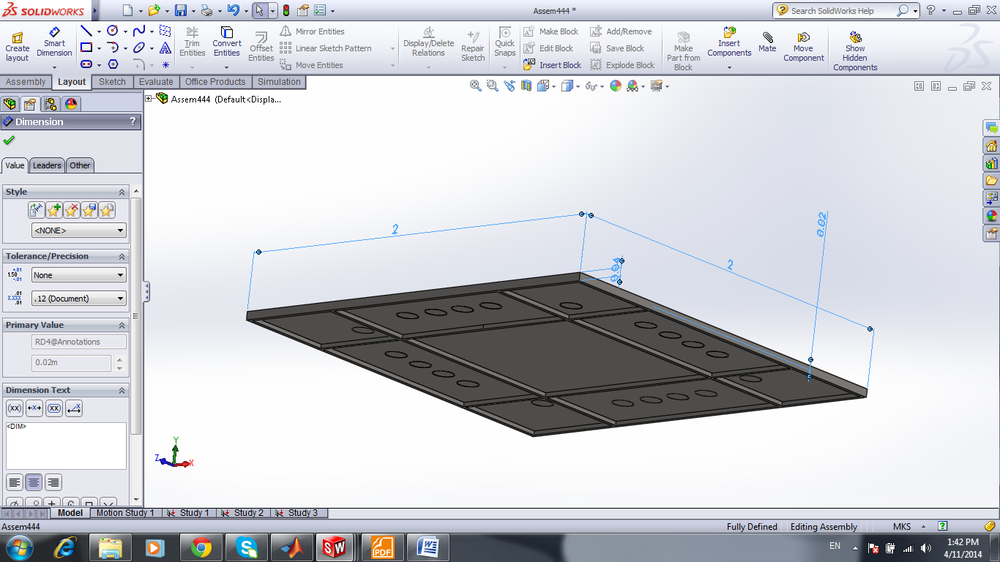 SOLIDWORKS
Assem444 *
Search SolidWorks Help
Create layout
Smart Dimension
Trim Entities
Convert Entities
Offset Entities
Mirror Entities
Linear Sketch Pattern
Move Entities
Display/Delete Relations
Repair Sketch
Quick Snaps
Make Block
Edit Block
Insert Block
Add/Remove
Save Block
Explode Block
Make Part from Block
Insert Components
Mate
Move Component
Show Hidden Components
Assembly Layout Sketch Evaluate Office Products Simulation
Assem444 (Default<Displa...
Dimension ?
Value Leaders Other
Style
<NONE>
Tolerance/Precision
None
.12 (Document)
Primary Value
RD4@Annotations
0.02m
Dimension Text
(xx)
<DIM>
2
2
0.02
0.04
Y
Z
X
Model Motion Study 1 Study 1 Study 2 Study 3
Assem444
Fully Defined Editing Assembly MKS ?
SW
PDF
W
EN
1:42 PM
4/11/2014